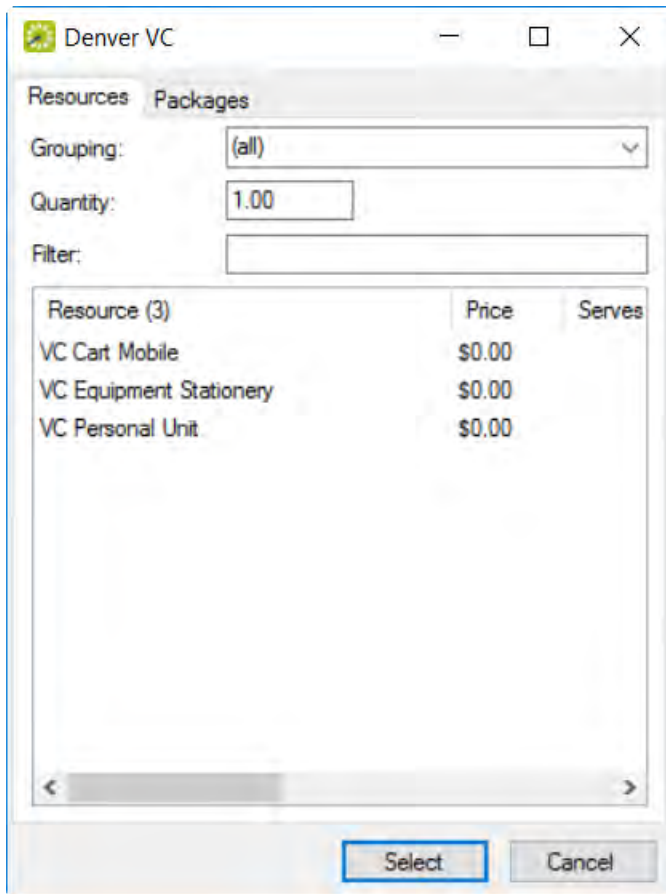 Denver VC
Resources Packages
Grouping: (all)
Quantity: 1.00
Filter:
Resource (3) Price Serves
VC Cart Mobile $0.00
VC Equipment Stationery $0.00
VC Personal Unit $0.00
Select Cancel